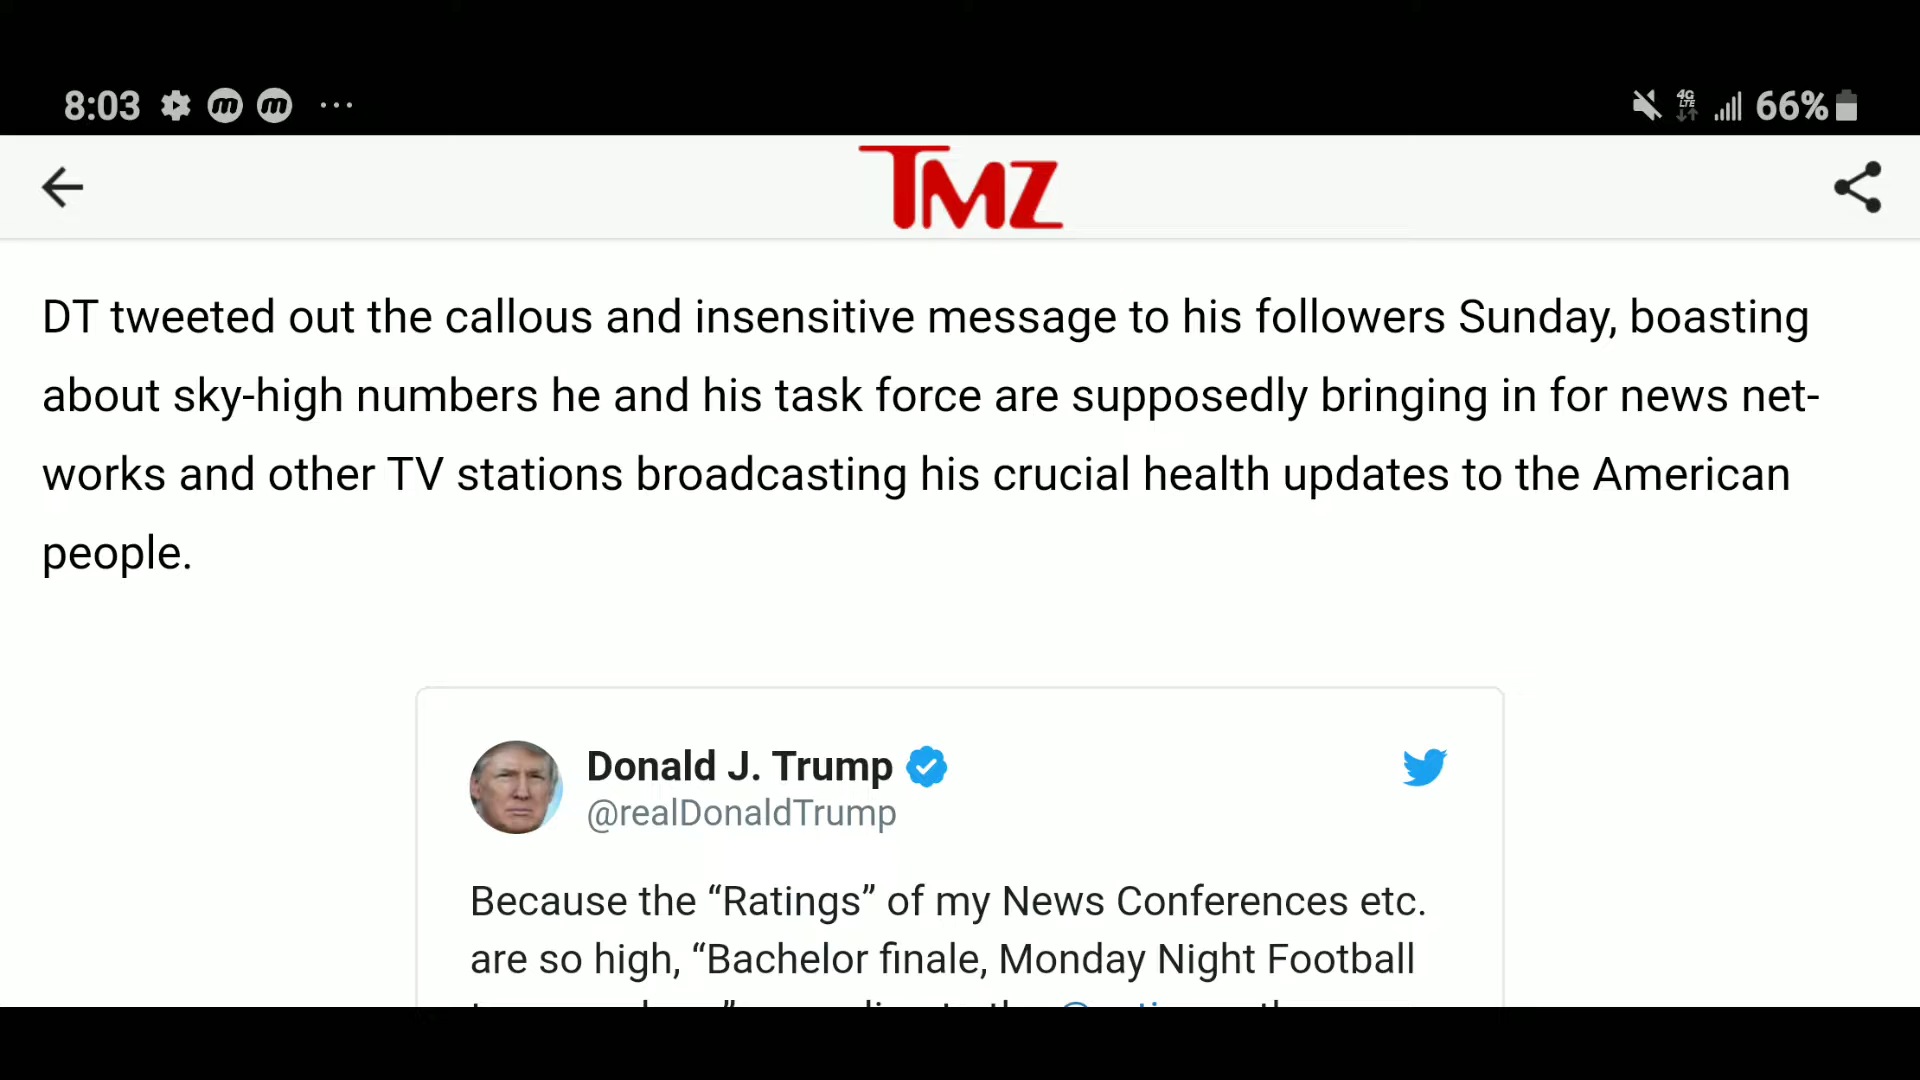 8:03
4G LTE 66%
TMZ
DT tweeted out the callous and insensitive message to his followers Sunday, boasting
about sky-high numbers he and his task force are supposedly bringing in for news net-
works and other TV stations broadcasting his crucial health updates to the American
people.
Donald J. Trump
@realDonaldTrump
Because the “Ratings” of my News Conferences etc.
are so high, “Bachelor finale, Monday Night Football